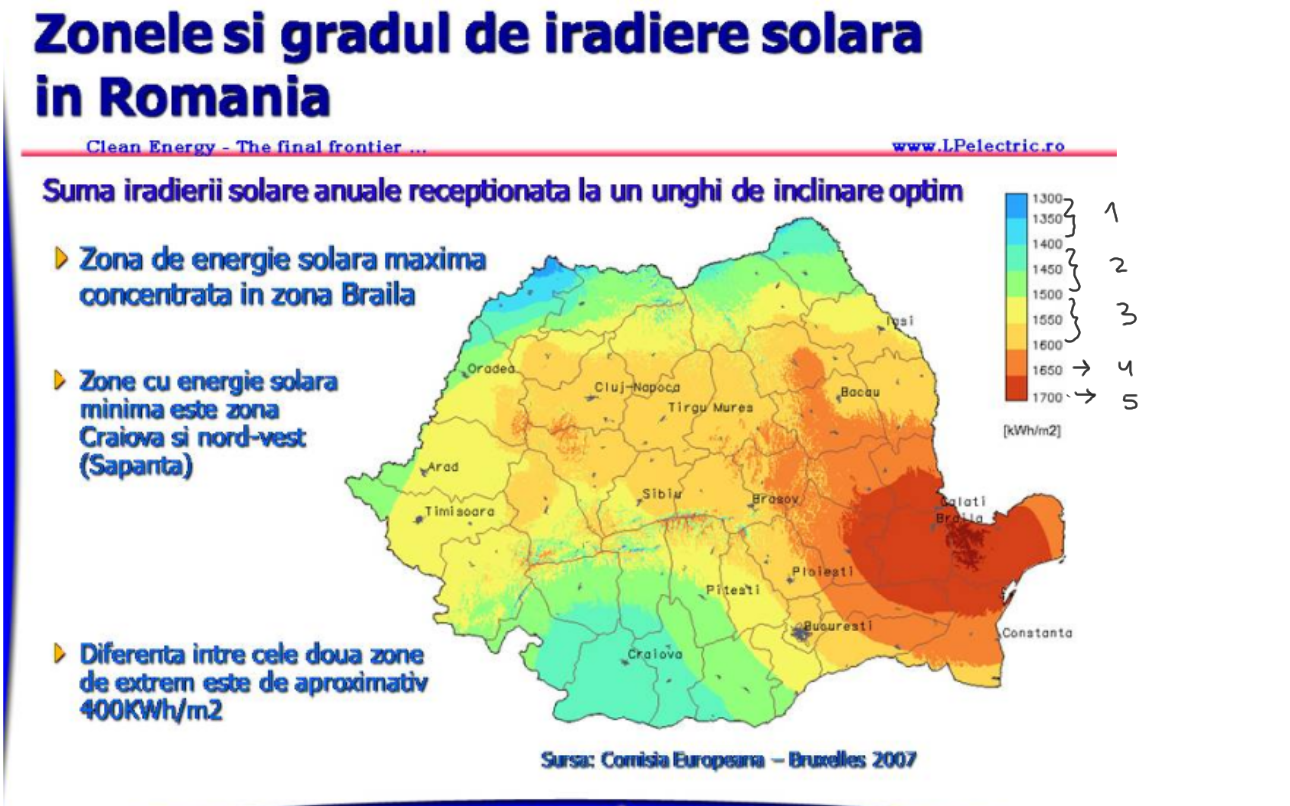 Zonele si gradul de iradiere solara
in Romania
Clean Energy - The final frontier ...
www.LPelectric.ro
Suma iradierii solare anuale receptionata la un unghi de inclinare optim
Zona de energie solara maxima
concentrata in zona Braila
Zone cu energie solara
minima este zona
Craiova si nord-vest
(Sapanta)
Diferenta intre cele doua zone
de extrem este de aproximativ
400KWh/m2
1300
1350
1
1400
1450
2
1500
1550
3
1600
1650 → 4
1700 → 5
[kWh/m2]
Iasi
Oradea
Cluj-Napoca
Bacau
Tirgu Mures
Arad
Sibiu
Brasov
Galati
Timisoara
Braila
Ploiesti
Pitesti
Bucuresti
Constanta
Craiova
Sursa: Comisia Europeana – Bruxelles 2007